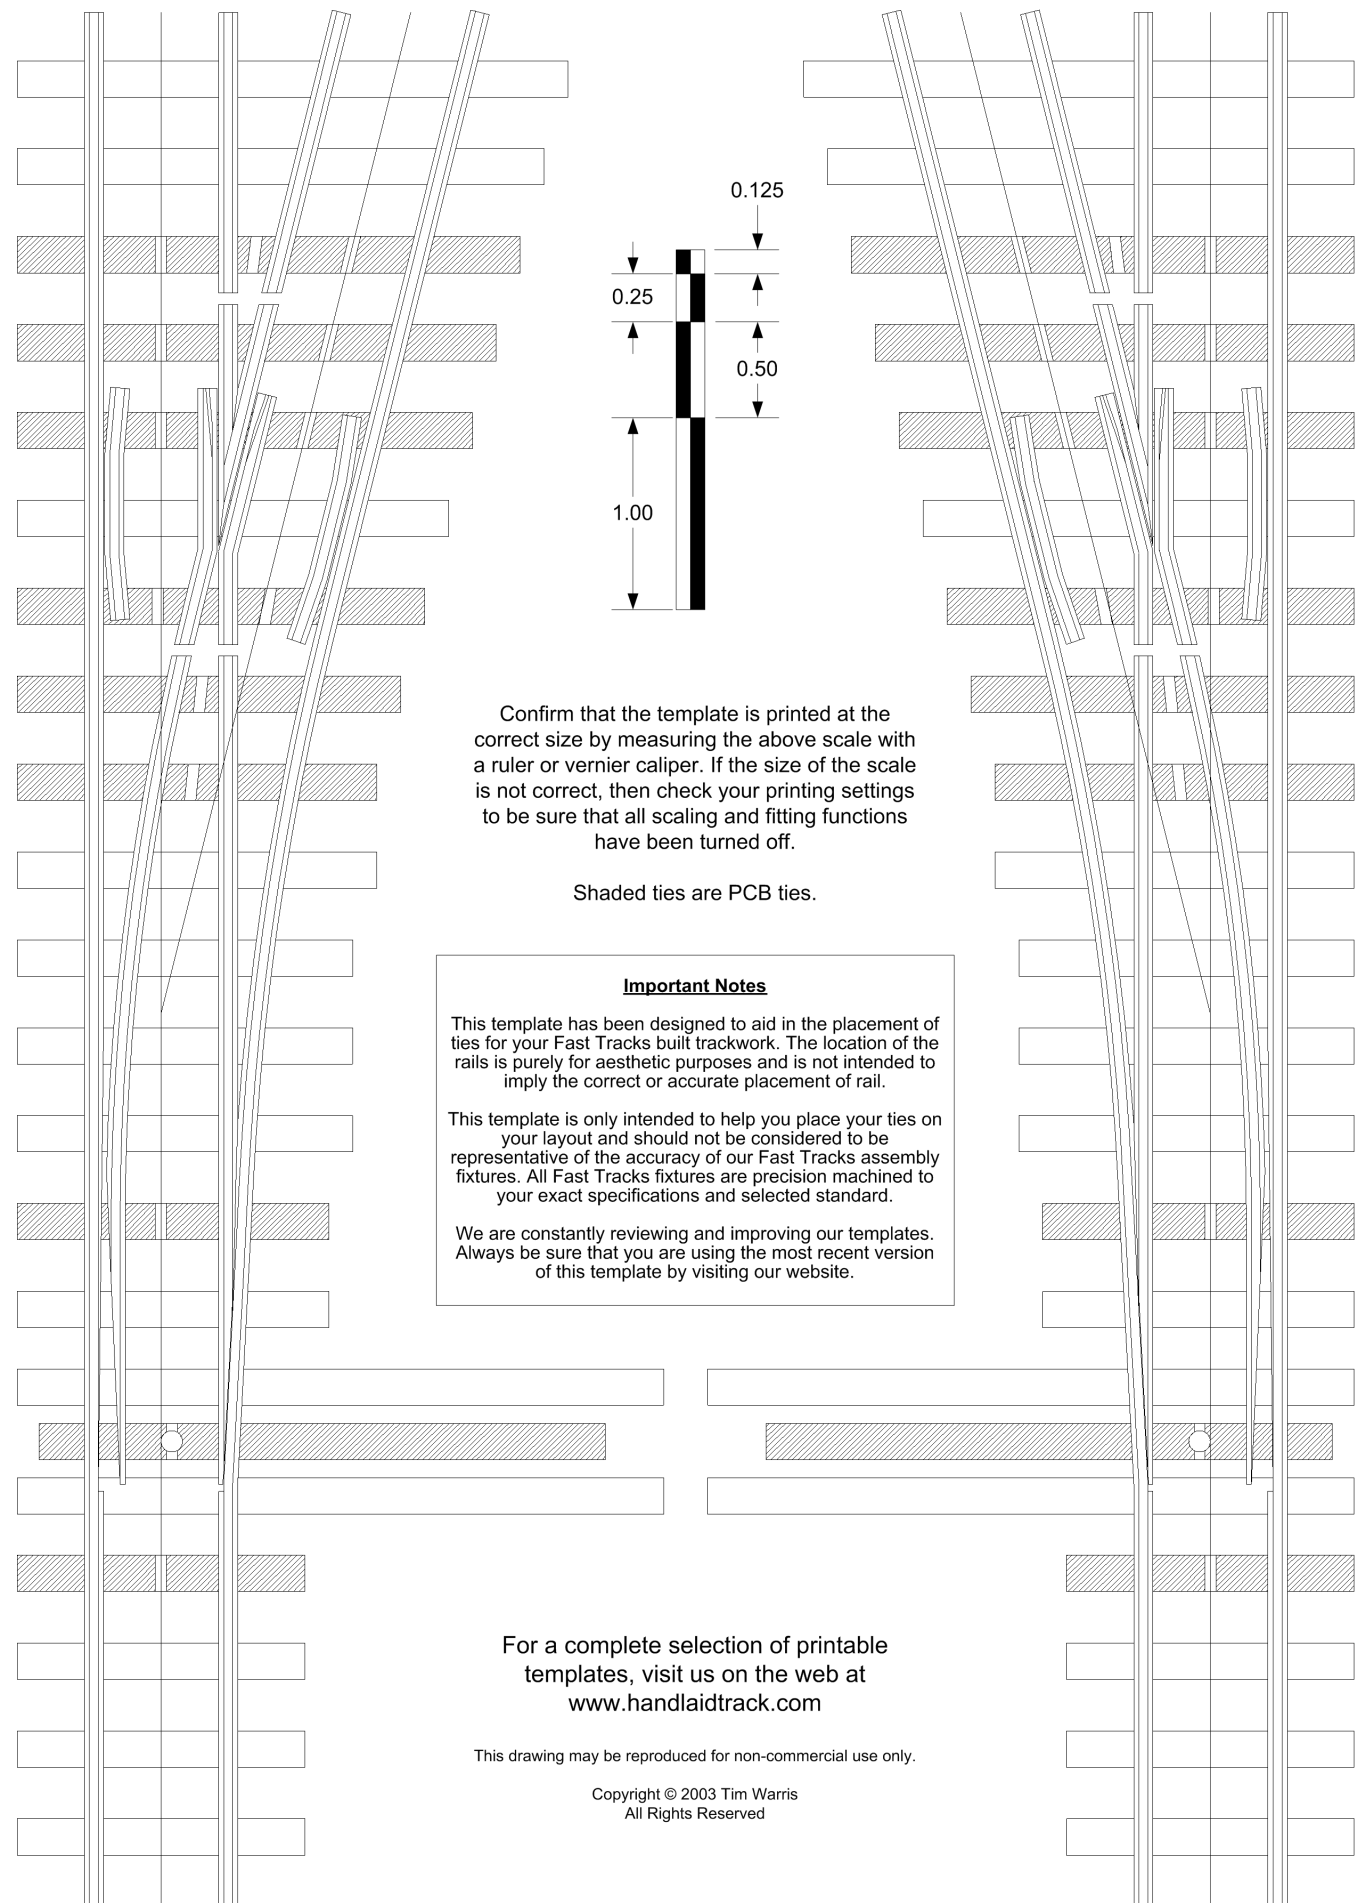 0.125
0.25
0.50
1.00
Confirm that the template is printed at the
correct size by measuring the above scale with
a ruler or vernier caliper. If the size of the scale
is not correct, then check your printing settings
to be sure that all scaling and fitting functions
have been turned off.
Shaded ties are PCB ties.
Important Notes
This template has been designed to aid in the placement of
ties for your Fast Tracks built trackwork. The location of the
rails is purely for aesthetic purposes and is not intended to
imply the correct or accurate placement of rail.
This template is only intended to help you place your ties on
your layout and should not be considered to be
representative of the accuracy of our Fast Tracks assembly
fixtures. All Fast Tracks fixtures are precision machined to
your exact specifications and selected standard.
We are constantly reviewing and improving our templates.
Always be sure that you are using the most recent version
of this template by visiting our website.
For a complete selection of printable
templates, visit us on the web at
www.handlaidtrack.com
This drawing may be reproduced for non-commercial use only.
Copyright © 2003 Tim Warris
All Rights Reserved